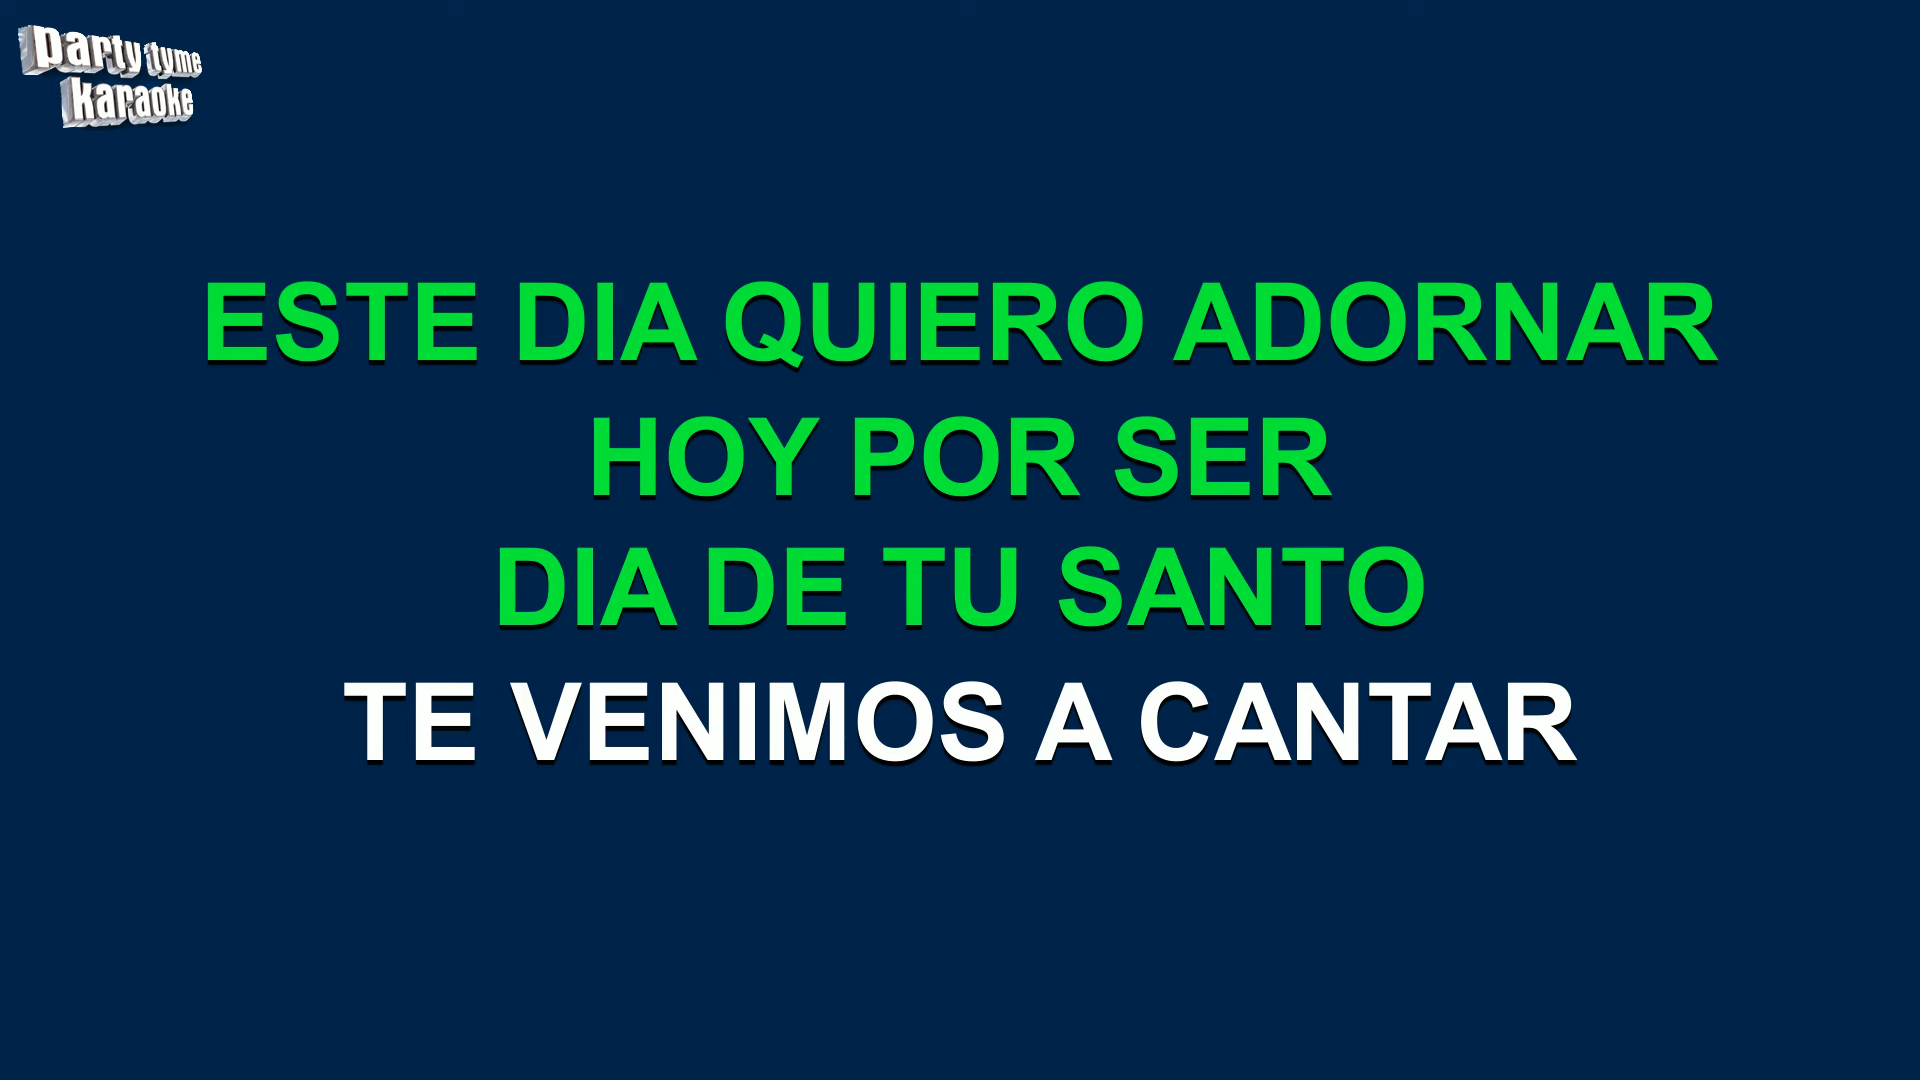 party tyme
karaoke
ESTE DIA QUIERO ADORNAR
HOY POR SER
DIA DE TU SANTO
TE VENIMOS A CANTAR